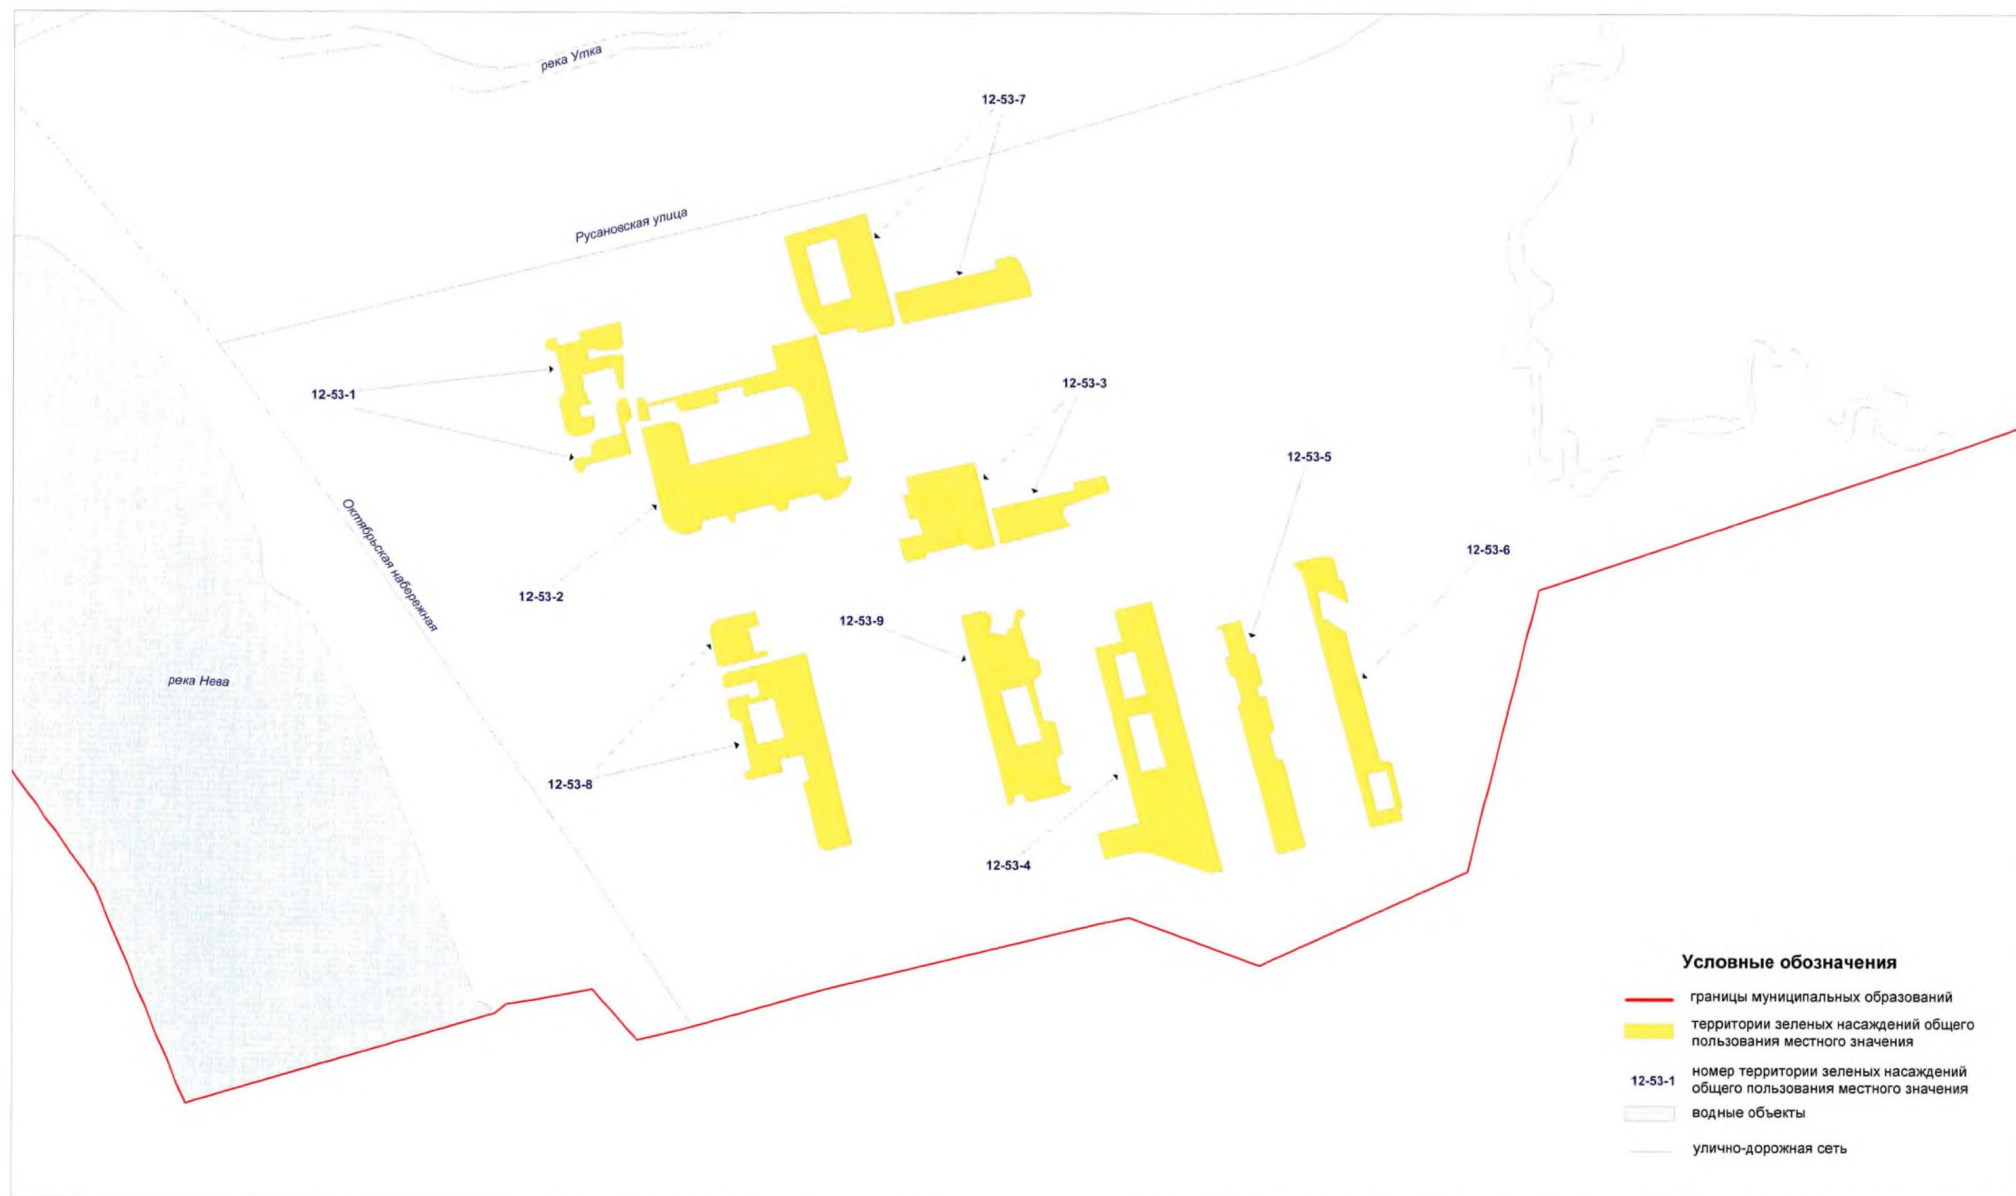 река Утка
12-53-7
Русановская улица
12-53-1
12-53-3
12-53-5
Октябрьская набережная
12-53-6
12-53-2
12-53-9
река Нева
12-53-8
12-53-4
Условные обозначения
границы муниципальных образований
территории зеленых насаждений общего
пользования местного значения
12-53-1
номер территории зеленых насаждений
общего пользования местного значения
водные объекты
улично-дорожная сеть